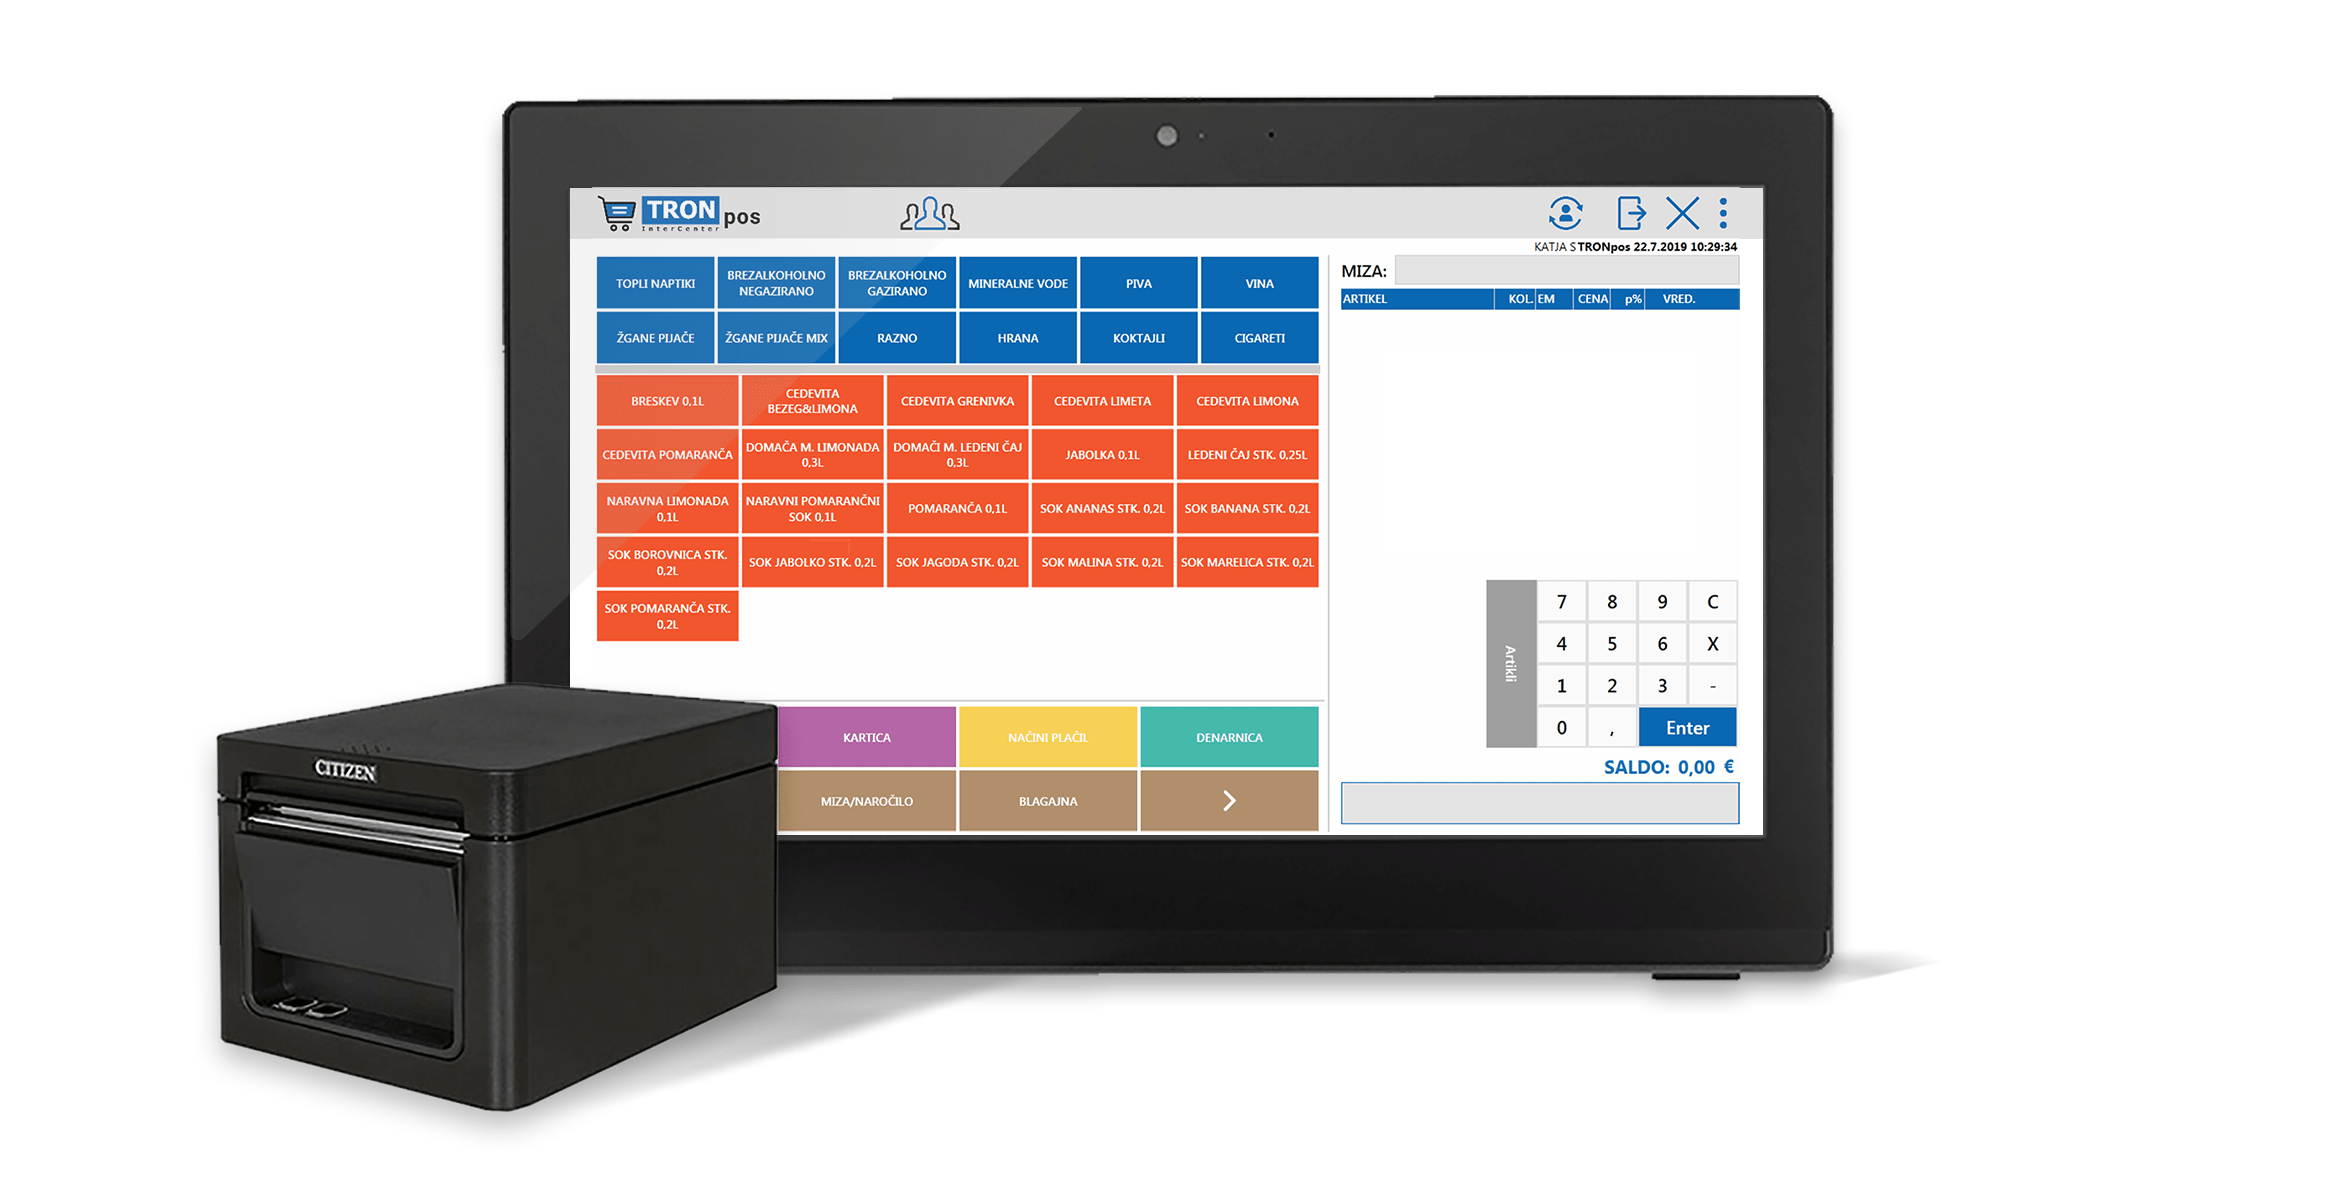 TRON pos
InterCenter
KATJA S TRONpos 22.7.2019 10:29:34
TOPLI NAPTIKI
BREZALKOHOLNO
NEGAZIRANO
BREZALKOHOLNO
GAZIRANO
MINERALNE VODE
PIVA
VINA
ŽGANE PIJAČE
ŽGANE PIJAČE MIX
RAZNO
HRANA
KOKTAJLI
CIGARETI
BRESKEV 0,1L
CEDEVITA
BEZEG&LIMONA
CEDEVITA GRENIVKA
CEDEVITA LIMETA
CEDEVITA LIMONA
CEDEVITA POMARANČA
DOMAČA M. LIMONADA
0,3L
DOMAČI M. LEDENI ČAJ
0,3L
JABOLKA 0,1L
LEDENI ČAJ STK. 0,25L
NARAVNA LIMONADA
0,1L
NARAVNI POMARANČNI
SOK 0,1L
POMARANČA 0,1L
SOK ANANAS STK. 0,2L
SOK BANANA STK. 0,2L
SOK BOROVNICA STK.
0,2L
SOK JABOLKO STK. 0,2L
SOK JAGODA STK. 0,2L
SOK MALINA STK. 0,2L
SOK MARELICA STK. 0,2L
SOK POMARANČA STK.
0,2L
KARTICA
NAČINI PLAČIL
DENARNICA
MIZA/NAROČILO
BLAGAJNA
MIZA:
ARTIKEL KOL. EM CENA p% VRED.
Artikli
7 8 9 C
4 5 6 X
1 2 3 -
0 , Enter
SALDO: 0,00 €
CITIZEN